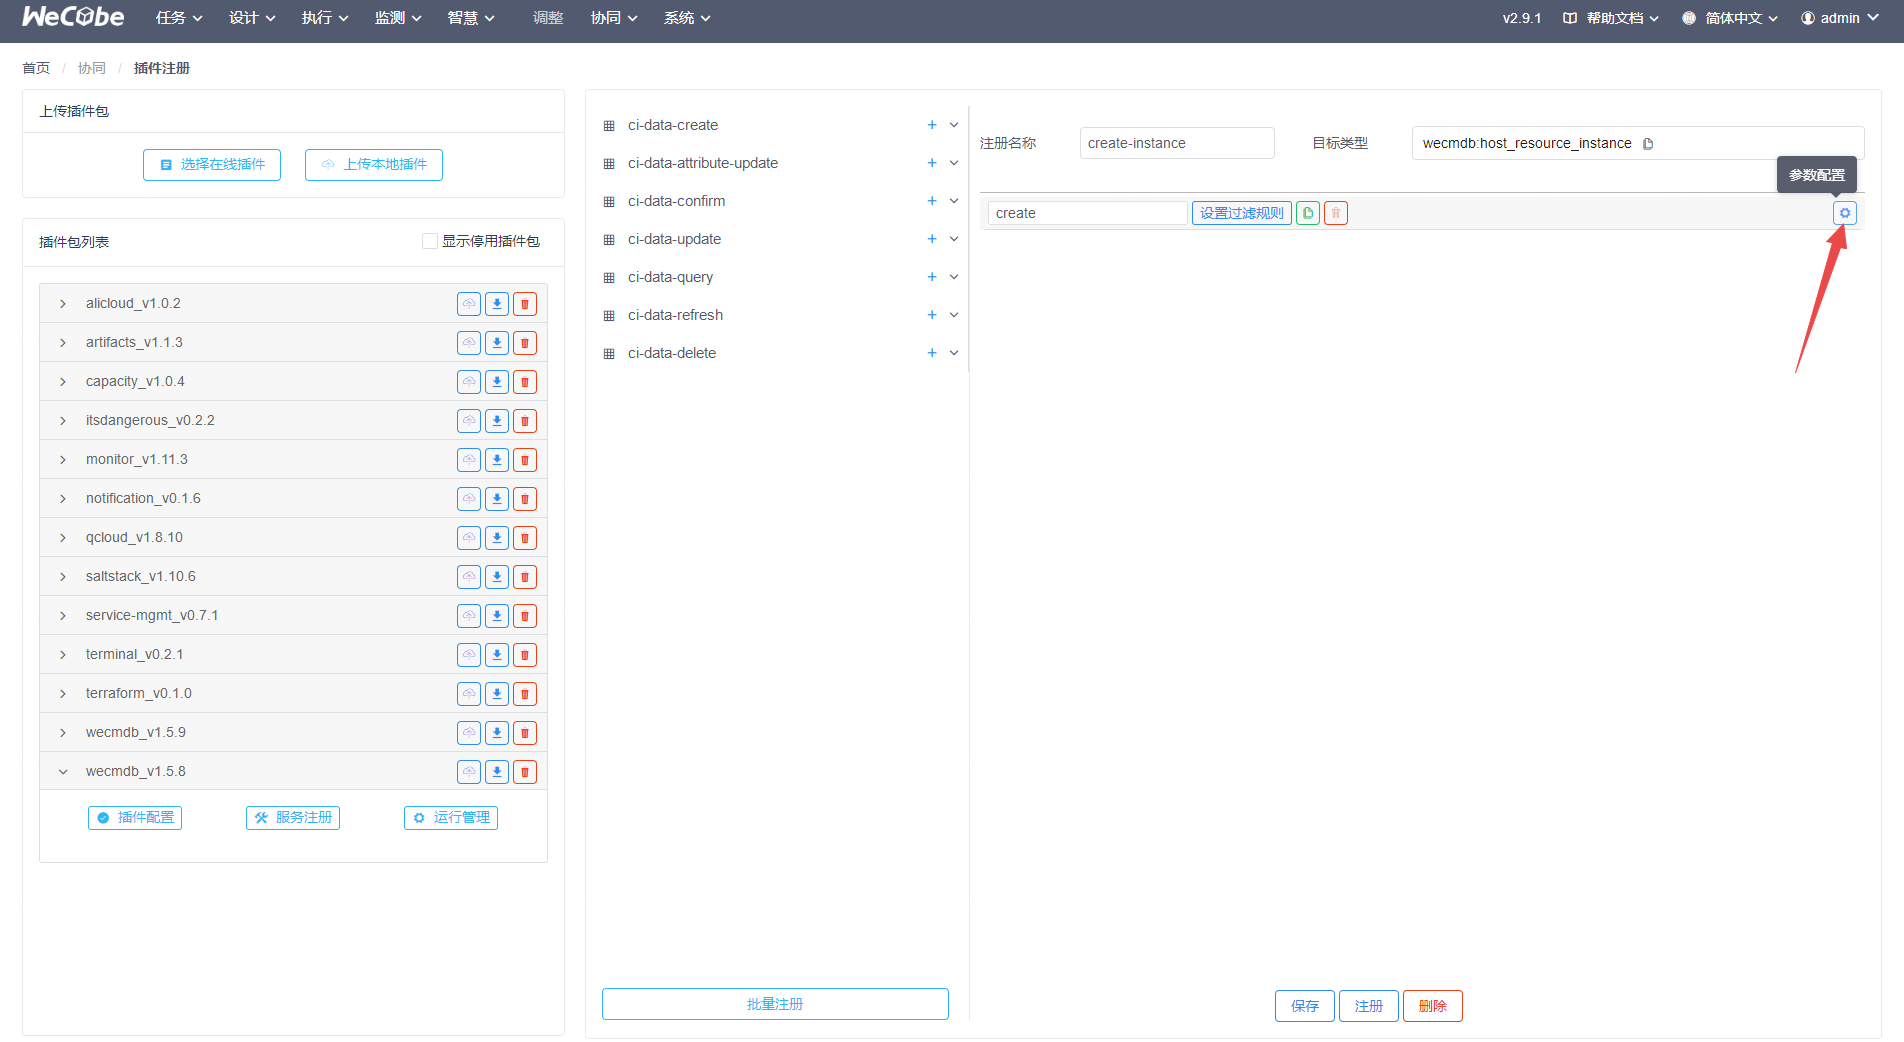 WeCube 任务 设计 执行 监测 智慧 调整 协同 系统 v2.9.1 帮助文档 简体中文 admin
首页 / 协同 / 插件注册
上传插件包
选择在线插件 上传本地插件
插件包列表 显示停用插件包
alicloud_v1.0.2
artifacts_v1.1.3
capacity_v1.0.4
itsdangerous_v0.2.2
monitor_v1.11.3
notification_v0.1.6
qcloud_v1.8.10
saltstack_v1.10.6
service-mgmt_v0.7.1
terminal_v0.2.1
terraform_v0.1.0
wecmdb_v1.5.9
wecmdb_v1.5.8
插件配置 服务注册 运行管理
ci-data-create
ci-data-attribute-update
ci-data-confirm
ci-data-update
ci-data-query
ci-data-refresh
ci-data-delete
批量注册
注册名称 create-instance 目标类型 wecmdb:host_resource_instance
参数配置
create 设置过滤规则
保存 注册 删除